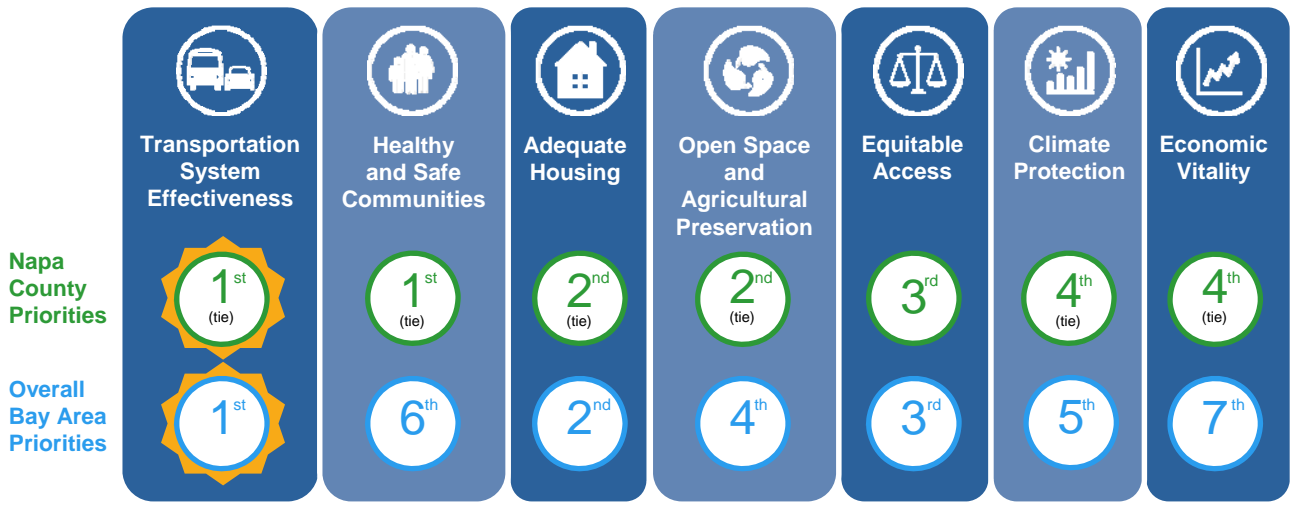 Transportation
System
Effectiveness
Healthy
and Safe
Communities
Adequate
Housing
Open Space
and
Agricultural
Preservation
Equitable
Access
Climate
Protection
Economic
Vitality
Napa
County
Priorities
1st
(tie)
1st
(tie)
2nd
(tie)
2nd
(tie)
3rd
4th
(tie)
4th
(tie)
Overall
Bay Area
Priorities
1st
6th
2nd
4th
3rd
5th
7th